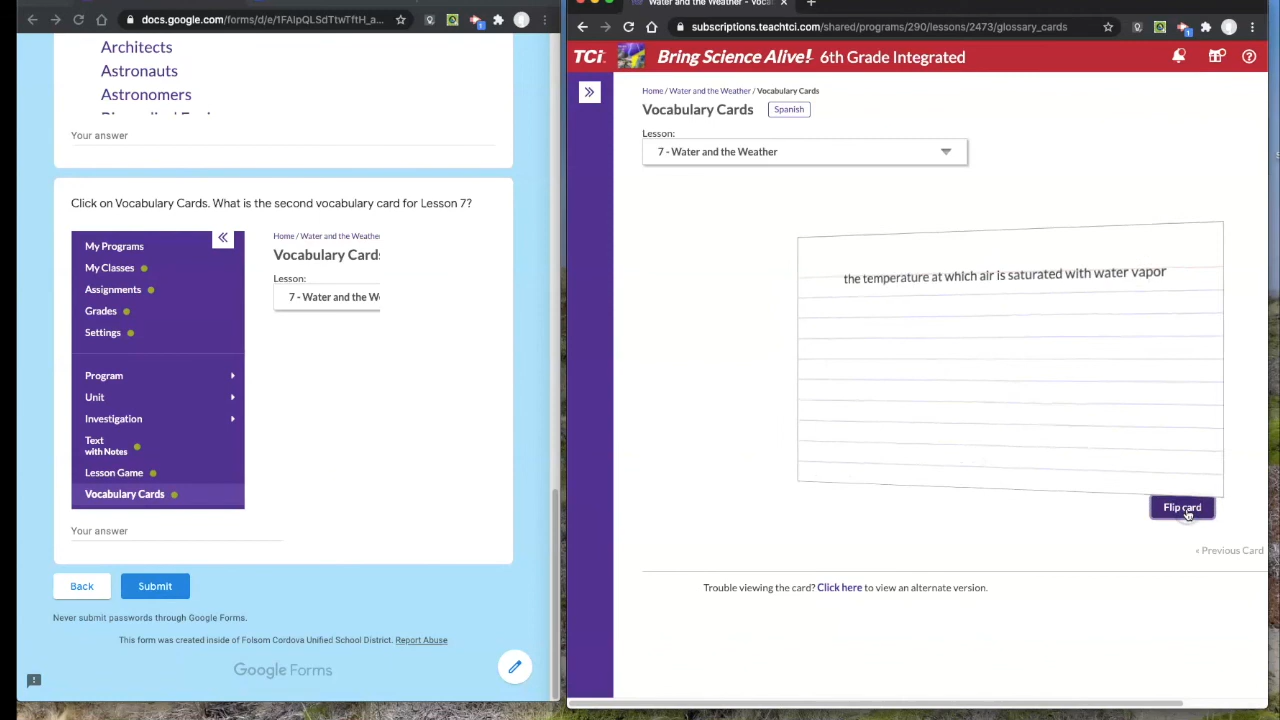 docs.google.com/forms/d/e/1FAIpQLSdTtwTftH_...
Architects
Astronauts
Astronomers
Your answer
Click on Vocabulary Cards. What is the second vocabulary card for Lesson 7?
My Programs
My Classes
Assignments
Grades
Settings
Program
Unit
Investigation
Text
with Notes
Lesson Game
Vocabulary Cards
Home / Water and the Weather
Vocabulary Cards
Lesson:
7 - Water and the We
Your answer
Back
Submit
Never submit passwords through Google Forms.
This form was created inside of Folsom Cordova Unified School District. Report Abuse
Google Forms
Water and the Weather - Vocab
subscriptions.teachtci.com/shared/programs/290/lessons/2473/glossary_cards
TCi Bring Science Alive! - 6th Grade Integrated
Home / Water and the Weather / Vocabulary Cards
Vocabulary Cards Spanish
Lesson:
7 - Water and the Weather
the temperature at which air is saturated with water vapor
Flip card
« Previous Card
Trouble viewing the card? Click here to view an alternate version.